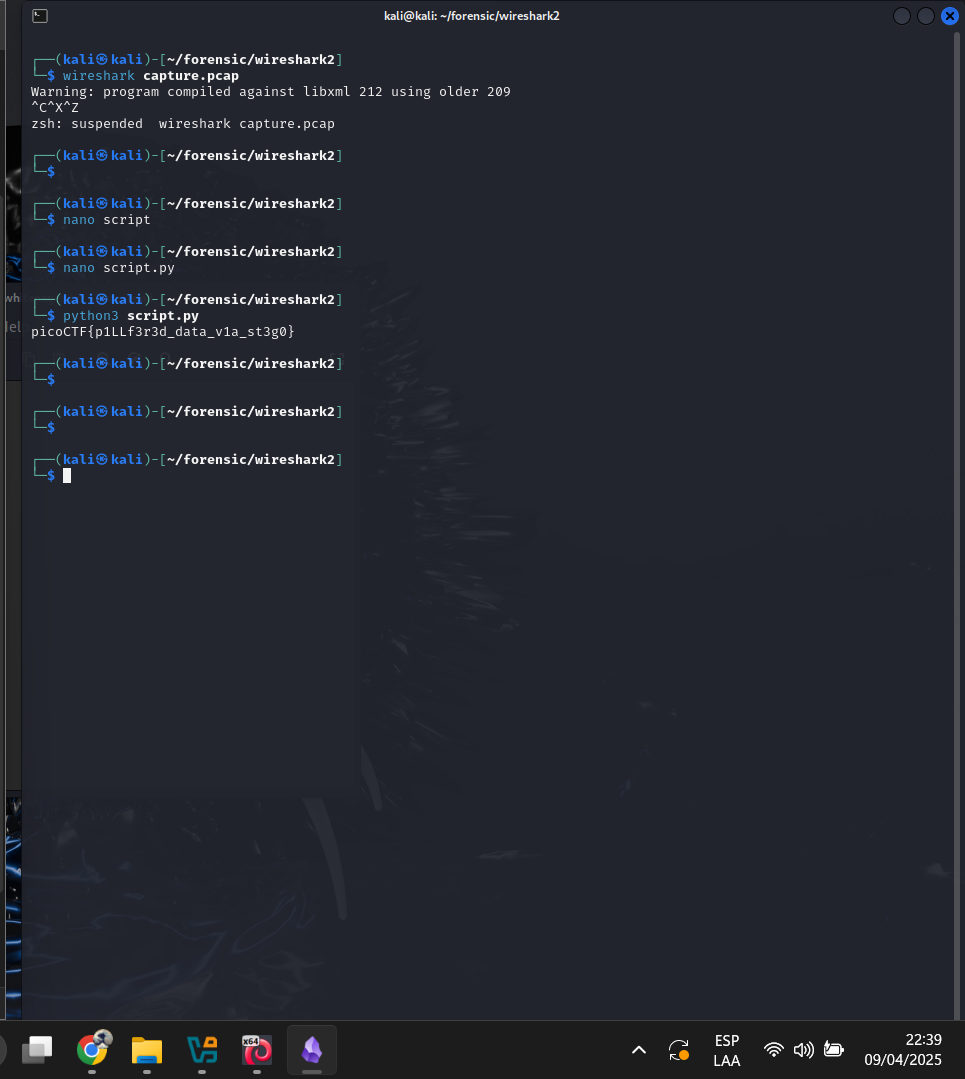 kali@kali: ~/forensic/wireshark2
┌──(kali㉿kali)-[~/forensic/wireshark2]
└─$ wireshark capture.pcap
Warning: program compiled against libxml 212 using older 209
^C^X^Z
zsh: suspended  wireshark capture.pcap
┌──(kali㉿kali)-[~/forensic/wireshark2]
└─$
┌──(kali㉿kali)-[~/forensic/wireshark2]
└─$ nano script
┌──(kali㉿kali)-[~/forensic/wireshark2]
└─$ nano script.py
┌──(kali㉿kali)-[~/forensic/wireshark2]
└─$ python3 script.py
picoCTF{p1LLf3r3d_data_v1a_st3g0}
┌──(kali㉿kali)-[~/forensic/wireshark2]
└─$
┌──(kali㉿kali)-[~/forensic/wireshark2]
└─$
┌──(kali㉿kali)-[~/forensic/wireshark2]
└─$
wh
del
x64
ESP
LAA
22:39
09/04/2025